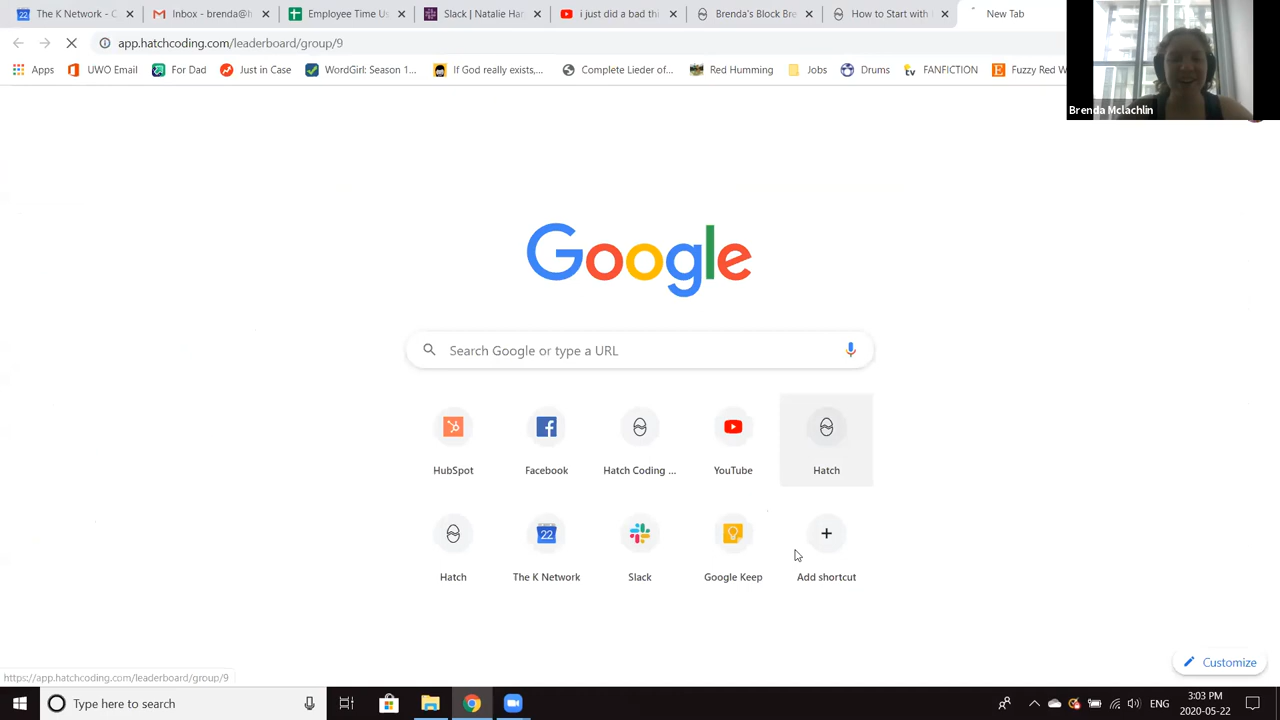 The K Network - C
Inbox - brenda@h
Employee Time Us
Slack | Natalie Har
i just did a bad th
Brenda's Block Bre
How to Start with
New Tab
app.hatchcoding.com/leaderboard/group/9
Apps
UWO Email
For Dad
Just in Case
WordGirl: Season 1...
If God really exists,...
Complete Lieder of...
Red Humming
Jobs
Drums
FANFICTION
Fuzzy Red W
Brenda Mclachlin
Google
Search Google or type a URL
HubSpot
Facebook
Hatch Coding ...
YouTube
Hatch
22
Hatch
The K Network
Slack
Google Keep
Add shortcut
Customize
https://app.hatchcoding.com/leaderboard/group/9
Type here to search
ENG
3:03 PM
2020-05-22